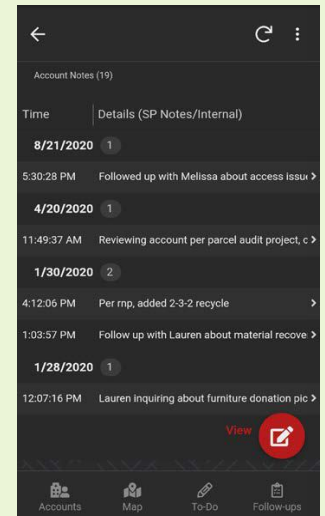 Account Notes (19)
Time Details (SP Notes/Internal)
8/21/2020 1
5:30:28 PM Followed up with Melissa about access issu
4/20/2020 1
11:49:37 AM Reviewing account per parcel audit project, c
1/30/2020 2
4:12:06 PM Per rnp, added 2-3-2 recycle
1:03:57 PM Follow up with Lauren about material recove
1/28/2020 1
12:07:16 PM Lauren inquiring about furniture donation pic
View
Accounts Map To-Do Follow-ups